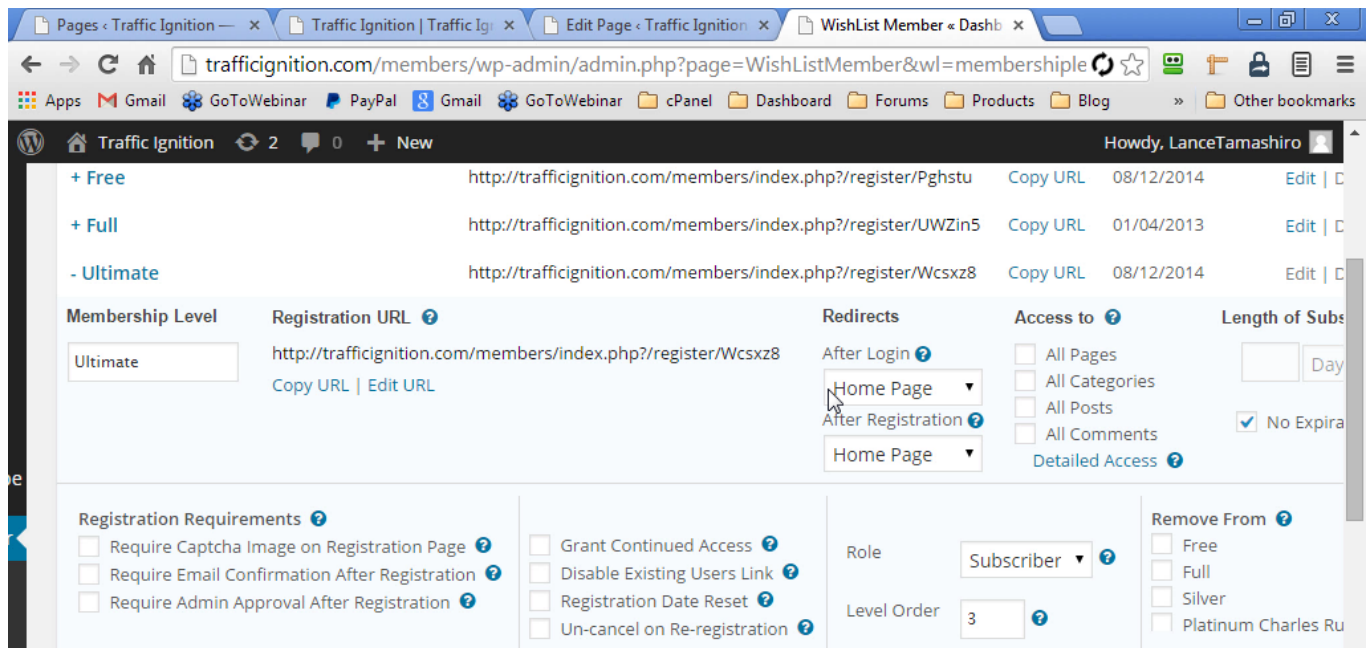 Pages ‹ Traffic Ignition —
Traffic Ignition | Traffic Ig
Edit Page ‹ Traffic Ignition
WishList Member « Dashb
trafficignition.com/members/wp-admin/admin.php?page=WishListMember&wl=membershiple
Apps Gmail GoToWebinar PayPal Gmail GoToWebinar cPanel Dashboard Forums Products Blog » Other bookmarks
Traffic Ignition 2 0 + New Howdy, LanceTamashiro
+ Free http://trafficignition.com/members/index.php?/register/Pghstu Copy URL 08/12/2014 Edit | D
+ Full http://trafficignition.com/members/index.php?/register/UWZin5 Copy URL 01/04/2013 Edit | D
- Ultimate http://trafficignition.com/members/index.php?/register/Wcsxz8 Copy URL 08/12/2014 Edit | D
Membership Level Registration URL Redirects Access to Length of Subs
Ultimate
http://trafficignition.com/members/index.php?/register/Wcsxz8
Copy URL | Edit URL
After Login
Home Page
After Registration
Home Page
All Pages
All Categories
All Posts
All Comments
Detailed Access
Day
No Expira
Registration Requirements
Require Captcha Image on Registration Page
Require Email Confirmation After Registration
Require Admin Approval After Registration
Grant Continued Access
Disable Existing Users Link
Registration Date Reset
Un-cancel on Re-registration
Role Subscriber
Level Order 3
Remove From
Free
Full
Silver
Platinum Charles Ru